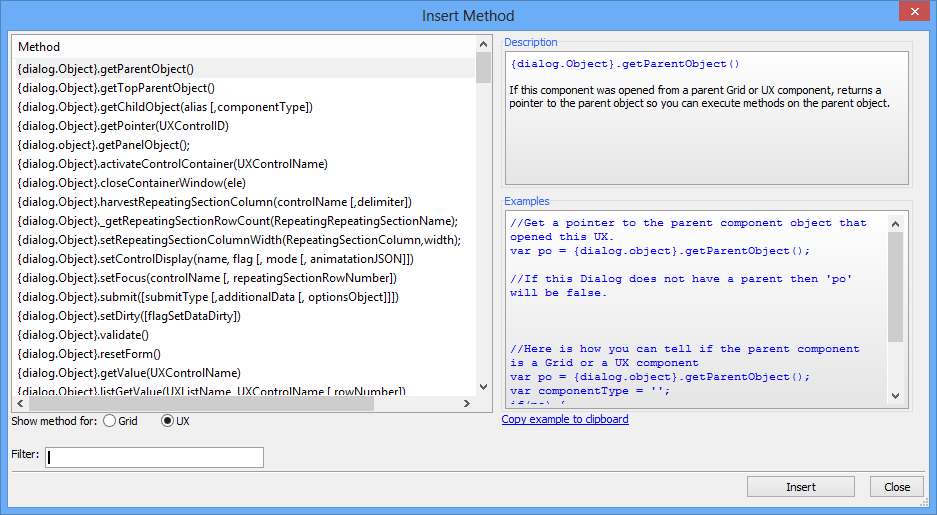 Insert Method
Method
{dialog.Object}.getParentObject()
{dialog.Object}.getTopParentObject()
{dialog.Object}.getChildObject(alias [,componentType])
{dialog.Object}.getPointer(UXControlID)
{dialog.object}.getPanelObject();
{dialog.Object}.activateControlContainer(UXControlName)
{dialog.Object}.closeContainerWindow(ele)
{dialog.Object}.harvestRepeatingSectionColumn(controlName [,delimiter])
{dialog.Object}._getRepeatingSectionRowCount(RepeatingRepeatingSectionName);
{dialog.Object}.setRepeatingSectionColumnWidth(RepeatingSectionColumn,width);
{dialog.Object}.setControlDisplay(name, flag [, mode [, animatationJSON]])
{dialog.Object}.setFocus(controlName [, repeatingSectionRowNumber])
{dialog.Object}.submit([submitType [,additionalData [, optionsObject]]])
{dialog.Object}.setDirty([flagSetDataDirty])
{dialog.Object}.validate()
{dialog.Object}.resetForm()
{dialog.Object}.getValue(UXControlName)
{dialog.Object}.listGetValue(UXListName, UXControlName [,rowNumber])
Show method for: Grid UX
Filter:
Description
{dialog.Object}.getParentObject()
If this component was opened from a parent Grid or UX component, returns a
pointer to the parent object so you can execute methods on the parent object.
Examples
//Get a pointer to the parent component object that
opened this UX.
var po = {dialog.object}.getParentObject();
//If this Dialog does not have a parent then 'po'
will be false.
//Here is how you can tell if the parent component
is a Grid or a UX component
var po = {dialog.object}.getParentObject();
var componentType = '';
if(po) {
Copy example to clipboard
Insert
Close